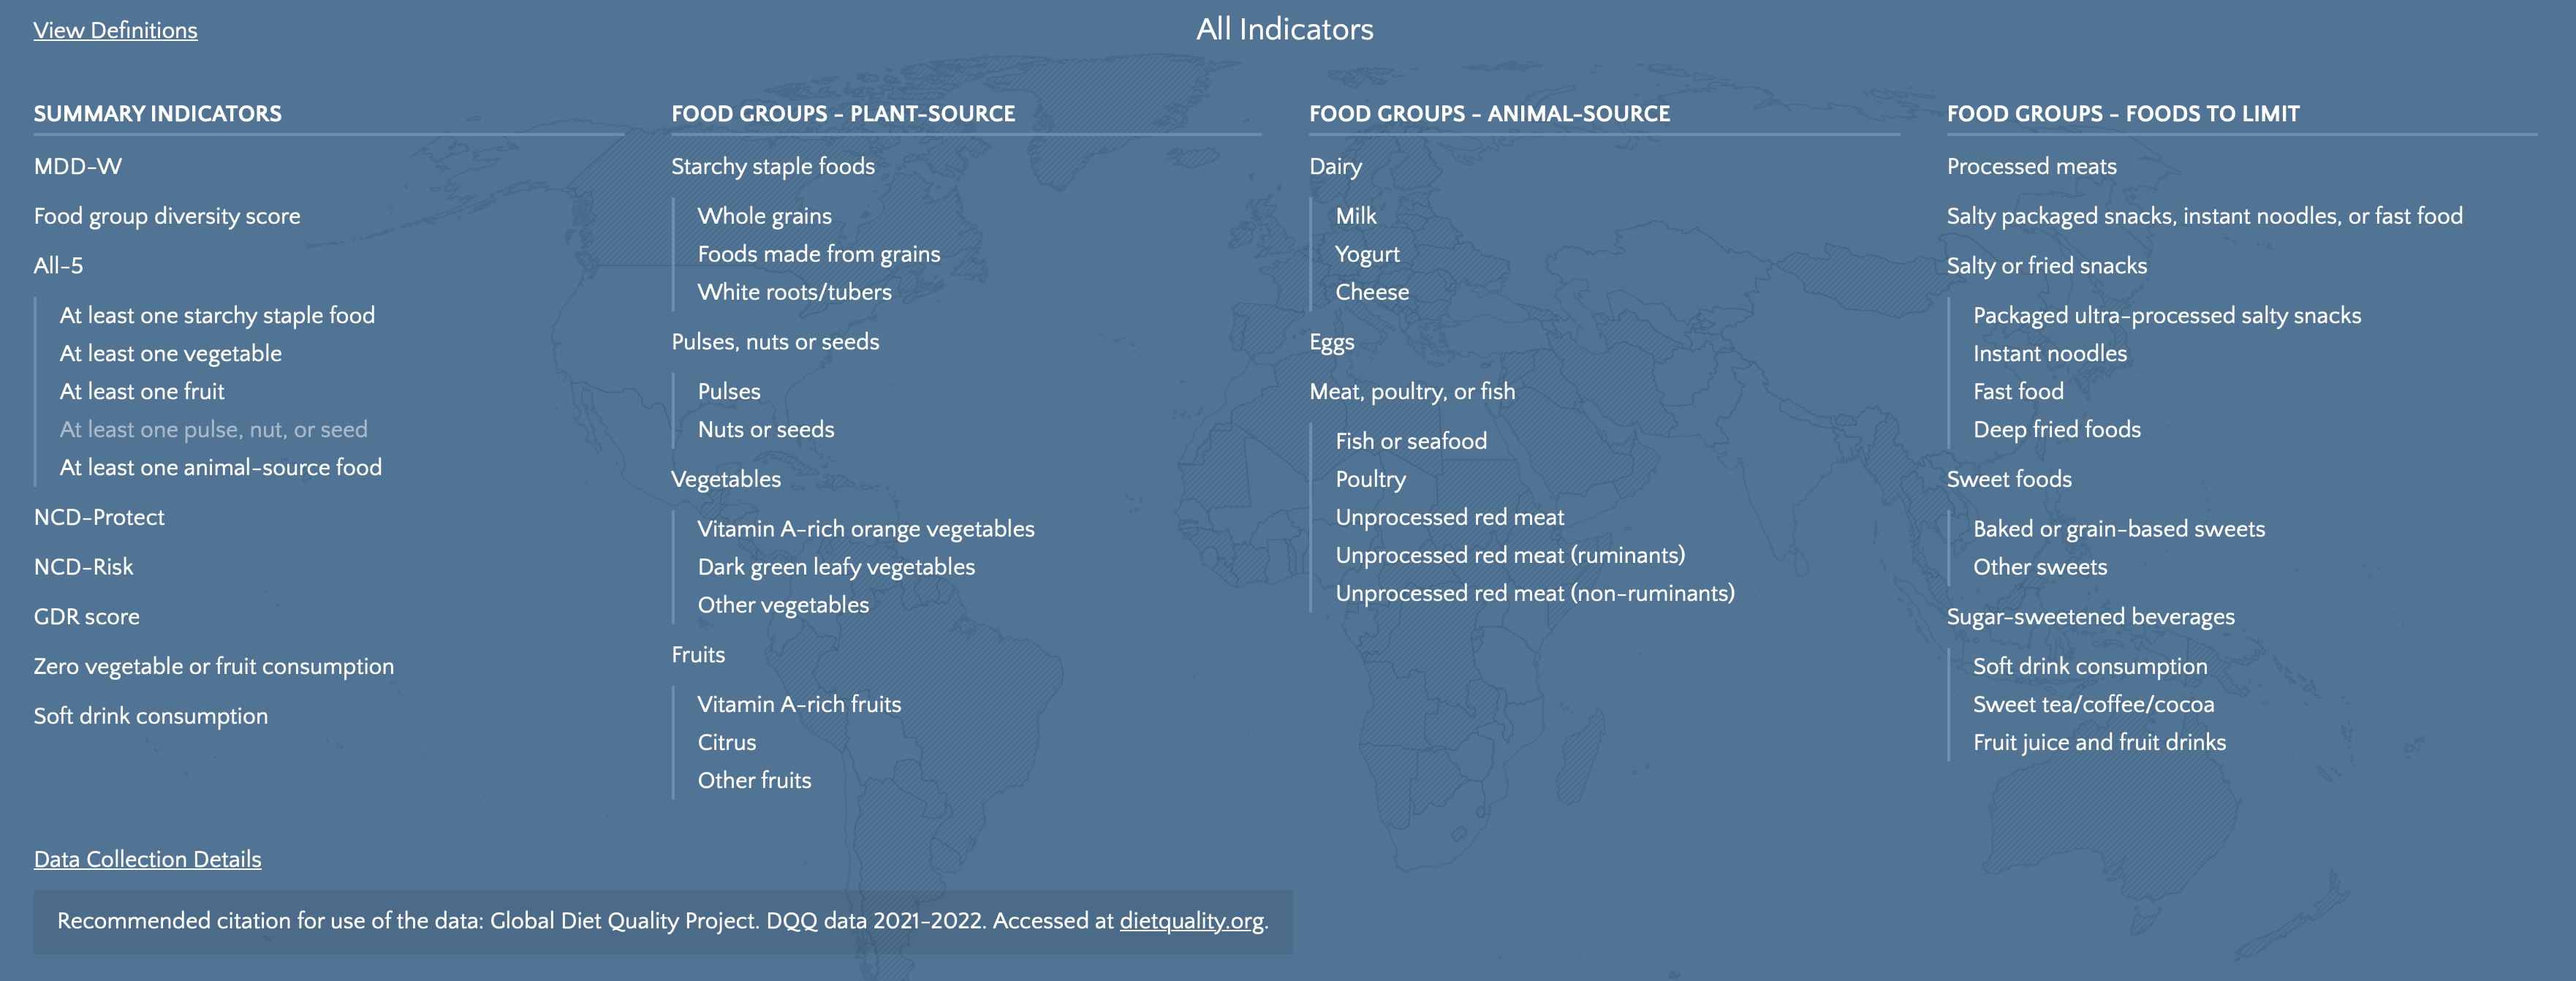 View Definitions
All Indicators
SUMMARY INDICATORS
MDD-W
Food group diversity score
All-5
At least one starchy staple food
At least one vegetable
At least one fruit
At least one pulse, nut, or seed
At least one animal-source food
NCD-Protect
NCD-Risk
GDR score
Zero vegetable or fruit consumption
Soft drink consumption
FOOD GROUPS - PLANT-SOURCE
Starchy staple foods
Whole grains
Foods made from grains
White roots/tubers
Pulses, nuts or seeds
Pulses
Nuts or seeds
Vegetables
Vitamin A-rich orange vegetables
Dark green leafy vegetables
Other vegetables
Fruits
Vitamin A-rich fruits
Citrus
Other fruits
FOOD GROUPS - ANIMAL-SOURCE
Dairy
Milk
Yogurt
Cheese
Eggs
Meat, poultry, or fish
Fish or seafood
Poultry
Unprocessed red meat
Unprocessed red meat (ruminants)
Unprocessed red meat (non-ruminants)
FOOD GROUPS - FOODS TO LIMIT
Processed meats
Salty packaged snacks, instant noodles, or fast food
Salty or fried snacks
Packaged ultra-processed salty snacks
Instant noodles
Fast food
Deep fried foods
Sweet foods
Baked or grain-based sweets
Other sweets
Sugar-sweetened beverages
Soft drink consumption
Sweet tea/coffee/cocoa
Fruit juice and fruit drinks
Data Collection Details
Recommended citation for use of the data: Global Diet Quality Project. DQQ data 2021-2022. Accessed at dietquality.org.